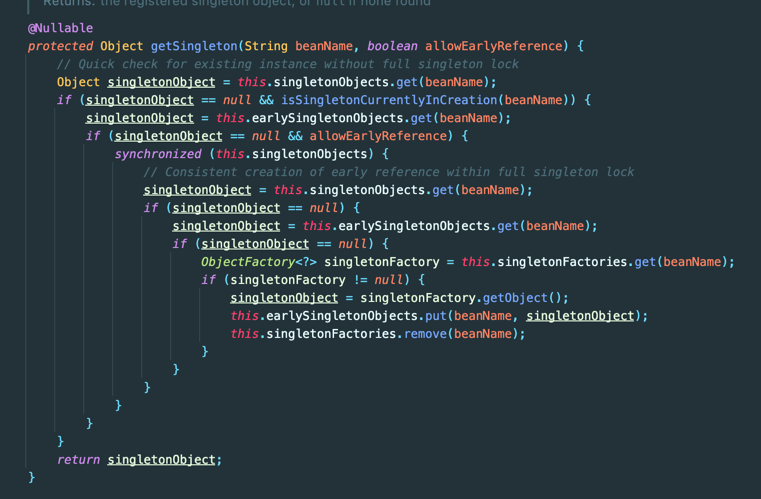 Returns: the registered singleton object, or null if none found
@Nullable
protected Object getSingleton(String beanName, boolean allowEarlyReference) {
// Quick check for existing instance without full singleton lock
Object singletonObject = this.singletonObjects.get(beanName);
if (singletonObject == null && isSingletonCurrentlyInCreation(beanName)) {
singletonObject = this.earlySingletonObjects.get(beanName);
if (singletonObject == null && allowEarlyReference) {
synchronized (this.singletonObjects) {
// Consistent creation of early reference within full singleton lock
singletonObject = this.singletonObjects.get(beanName);
if (singletonObject == null) {
singletonObject = this.earlySingletonObjects.get(beanName);
if (singletonObject == null) {
ObjectFactory<?> singletonFactory = this.singletonFactories.get(beanName);
if (singletonFactory != null) {
singletonObject = singletonFactory.getObject();
this.earlySingletonObjects.put(beanName, singletonObject);
this.singletonFactories.remove(beanName);
}
}
}
}
}
}
return singletonObject;
}